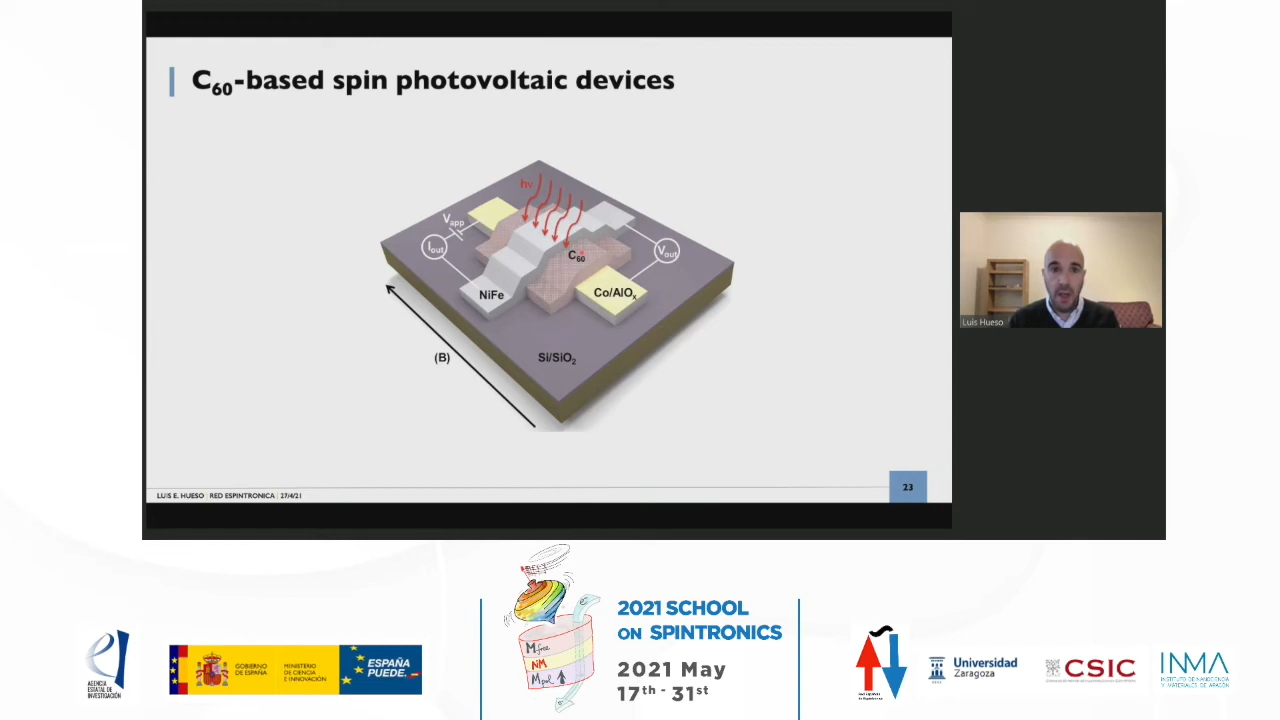 C60-based spin photovoltaic devices
hν
Vapp
Iout
Vout
C60
NiFe
Co/AlOx
(B)
Si/SiO2
LUIS E. HUESO | RED ESPINTRONICA | 27/4/21
23
Luis Hueso
AGENCIA
ESTATAL DE
INVESTIGACIÓN
GOBIERNO
DE ESPAÑA
MINISTERIO
DE CIENCIA
E INNOVACIÓN
ESPAÑA
PUEDE.
Mfree
NM
2021 SCHOOL
ON SPINTRONICS
2021 May
17th - 31st
Universidad
Zaragoza
CSIC
INMA
INSTITUTO DE NANOCIENCIA
Y MATERIALES DE ARAGÓN